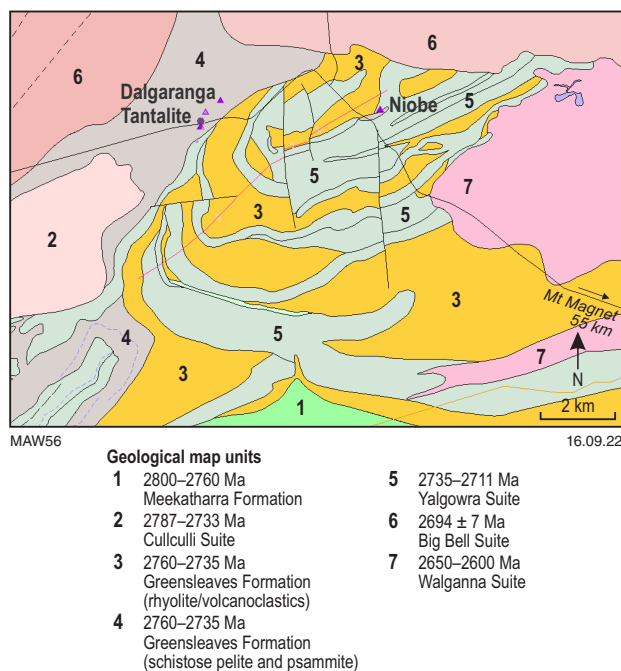 6
4
3
6
Dalgaranga
Tantalite
Niobe
5
5
7
2
3
5
3
Mt Magnet
55 km
4
5
7
N
3
1
2 km
MAW56
16.09.22
Geological map units
1 2800–2760 Ma
Meekatharra Formation
2 2787–2733 Ma
Cullculli Suite
3 2760–2735 Ma
Greensleaves Formation
(rhyolite/volcanoclastics)
4 2760–2735 Ma
Greensleaves Formation
(schistose pelite and psammite)
5 2735–2711 Ma
Yalgowra Suite
6 2694 ± 7 Ma
Big Bell Suite
7 2650–2600 Ma
Walganna Suite